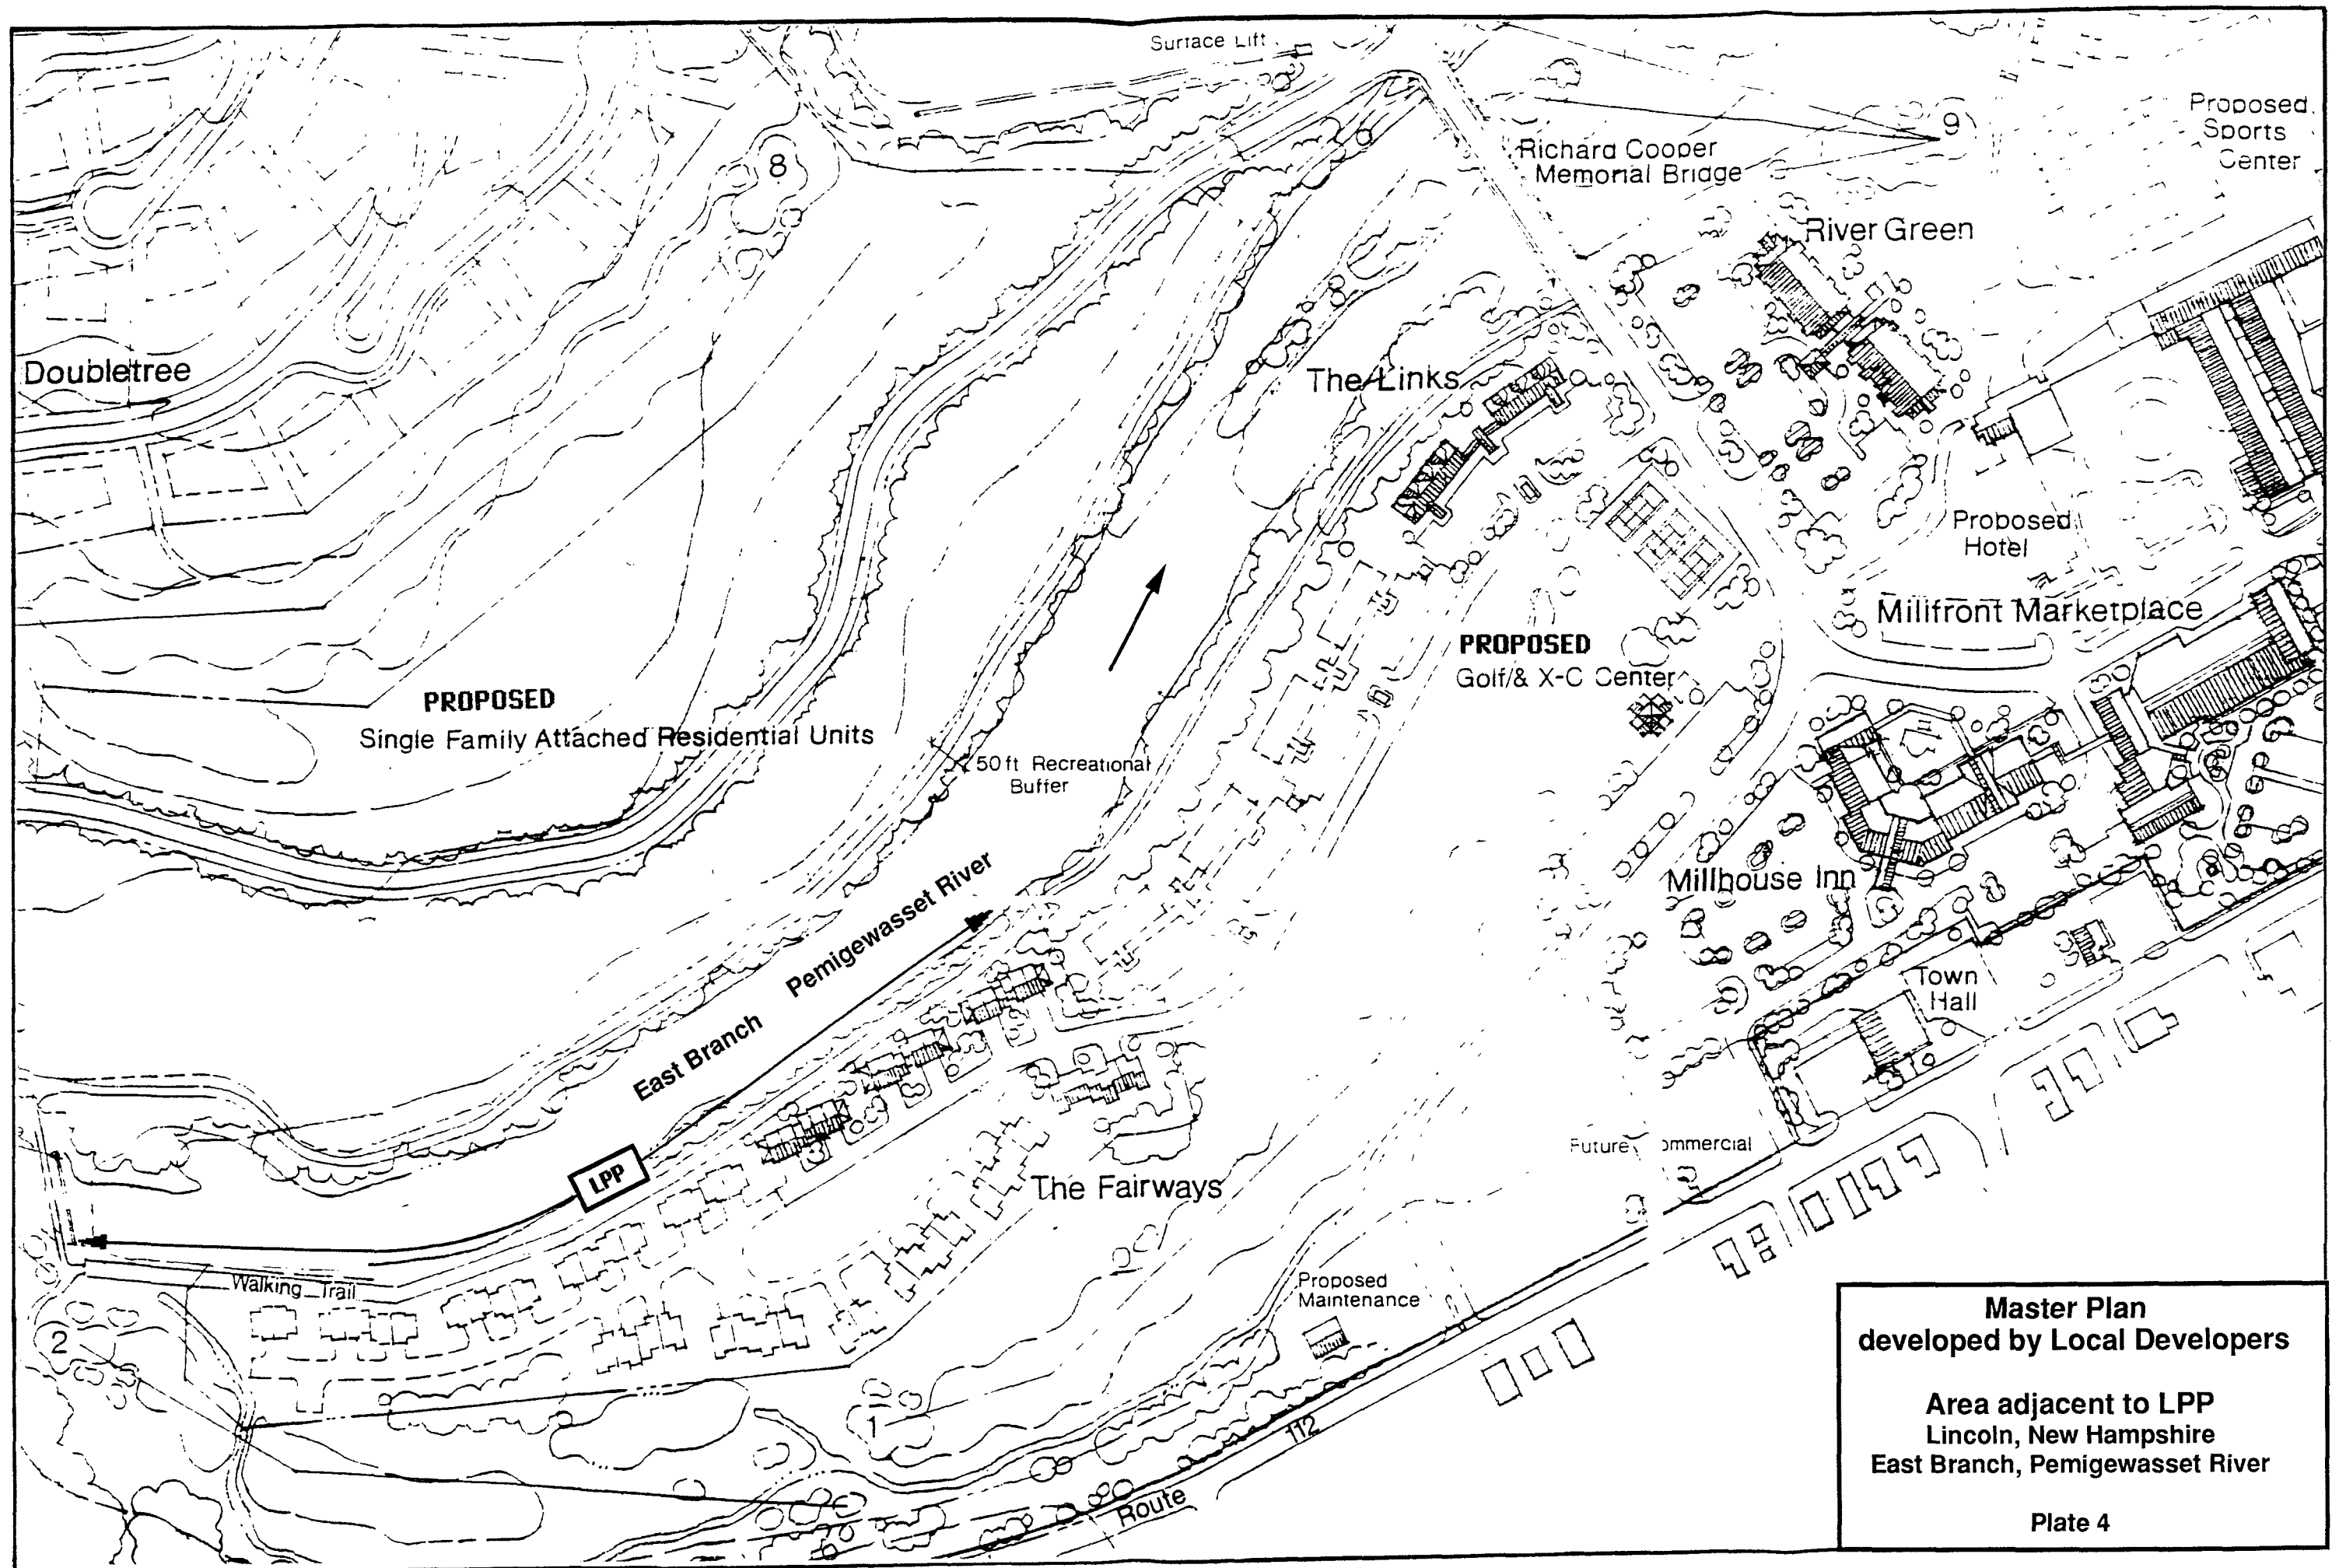 Surface Lift
Proposed
Sports
Center
9
8
Richard Cooper
Memorial Bridge
River Green
Doubletree
The Links
Proposed
Hotel
Millfront Marketplace
PROPOSED
Golf & X-C Center
PROPOSED
Single Family Attached Residential Units
50 ft Recreational
Buffer
Millhouse Inn
East Branch Pemigewasset River
Town
Hall
Future ommercial
LPP
The Fairways
Walking Trail
Proposed
Maintenance
2
1
Route 112
Master Plan
developed by Local Developers
Area adjacent to LPP
Lincoln, New Hampshire
East Branch, Pemigewasset River
Plate 4